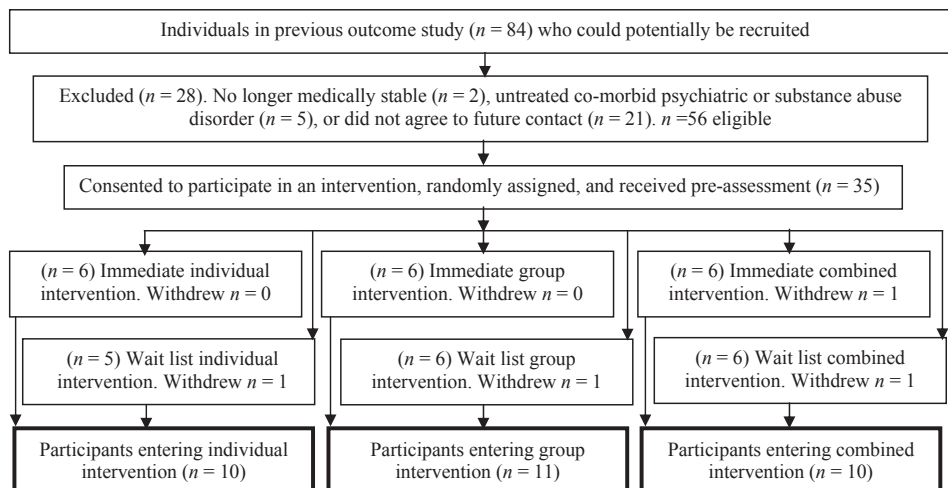 Individuals in previous outcome study (n = 84) who could potentially be recruited
Excluded (n = 28). No longer medically stable (n = 2), untreated co-morbid psychiatric or substance abuse
disorder (n = 5), or did not agree to future contact (n = 21). n =56 eligible
Consented to participate in an intervention, randomly assigned, and received pre-assessment (n = 35)
(n = 6) Immediate individual
intervention. Withdrew n = 0
(n = 6) Immediate group
intervention. Withdrew n = 0
(n = 6) Immediate combined
intervention. Withdrew n = 1
(n = 5) Wait list individual
intervention. Withdrew n = 1
(n = 6) Wait list group
intervention. Withdrew n = 1
(n = 6) Wait list combined
intervention. Withdrew n = 1
Participants entering individual
intervention (n = 10)
Participants entering group
intervention (n = 11)
Participants entering combined
intervention (n = 10)